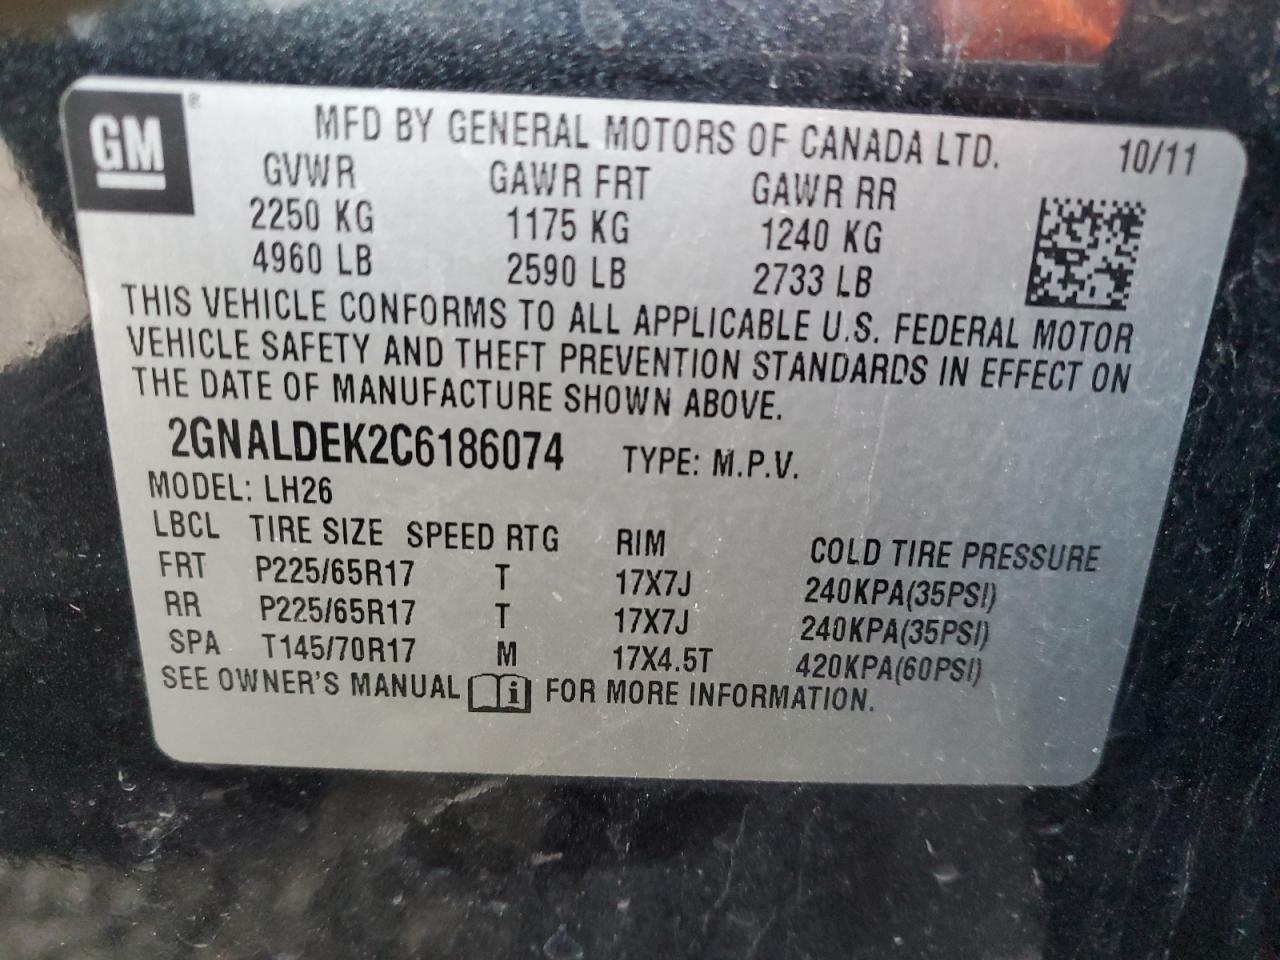 GM®
MFD BY GENERAL MOTORS OF CANADA LTD. 10/11
GVWR GAWR FRT GAWR RR
2250 KG 1175 KG 1240 KG
4960 LB 2590 LB 2733 LB
THIS VEHICLE CONFORMS TO ALL APPLICABLE U.S. FEDERAL MOTOR
VEHICLE SAFETY AND THEFT PREVENTION STANDARDS IN EFFECT ON
THE DATE OF MANUFACTURE SHOWN ABOVE.
2GNALDEK2C6186074 TYPE: M.P.V.
MODEL: LH26
LBCL TIRE SIZE SPEED RTG RIM COLD TIRE PRESSURE
FRT P225/65R17 T 17X7J 240KPA(35PSI)
RR P225/65R17 T 17X7J 240KPA(35PSI)
SPA T145/70R17 M 17X4.5T 420KPA(60PSI)
SEE OWNER'S MANUAL i FOR MORE INFORMATION.